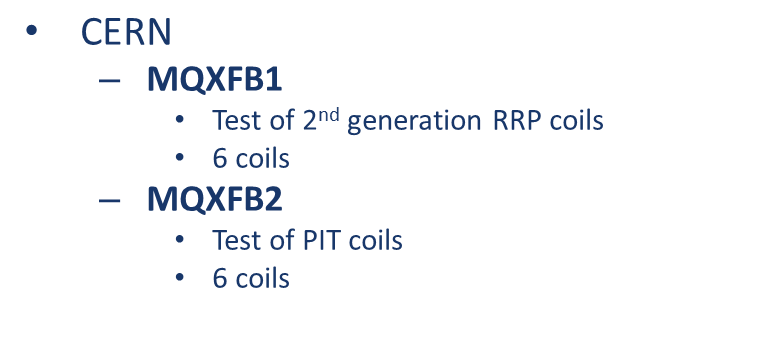 • CERN
– MQXFB1
• Test of 2nd generation RRP coils
• 6 coils
– MQXFB2
• Test of PIT coils
• 6 coils